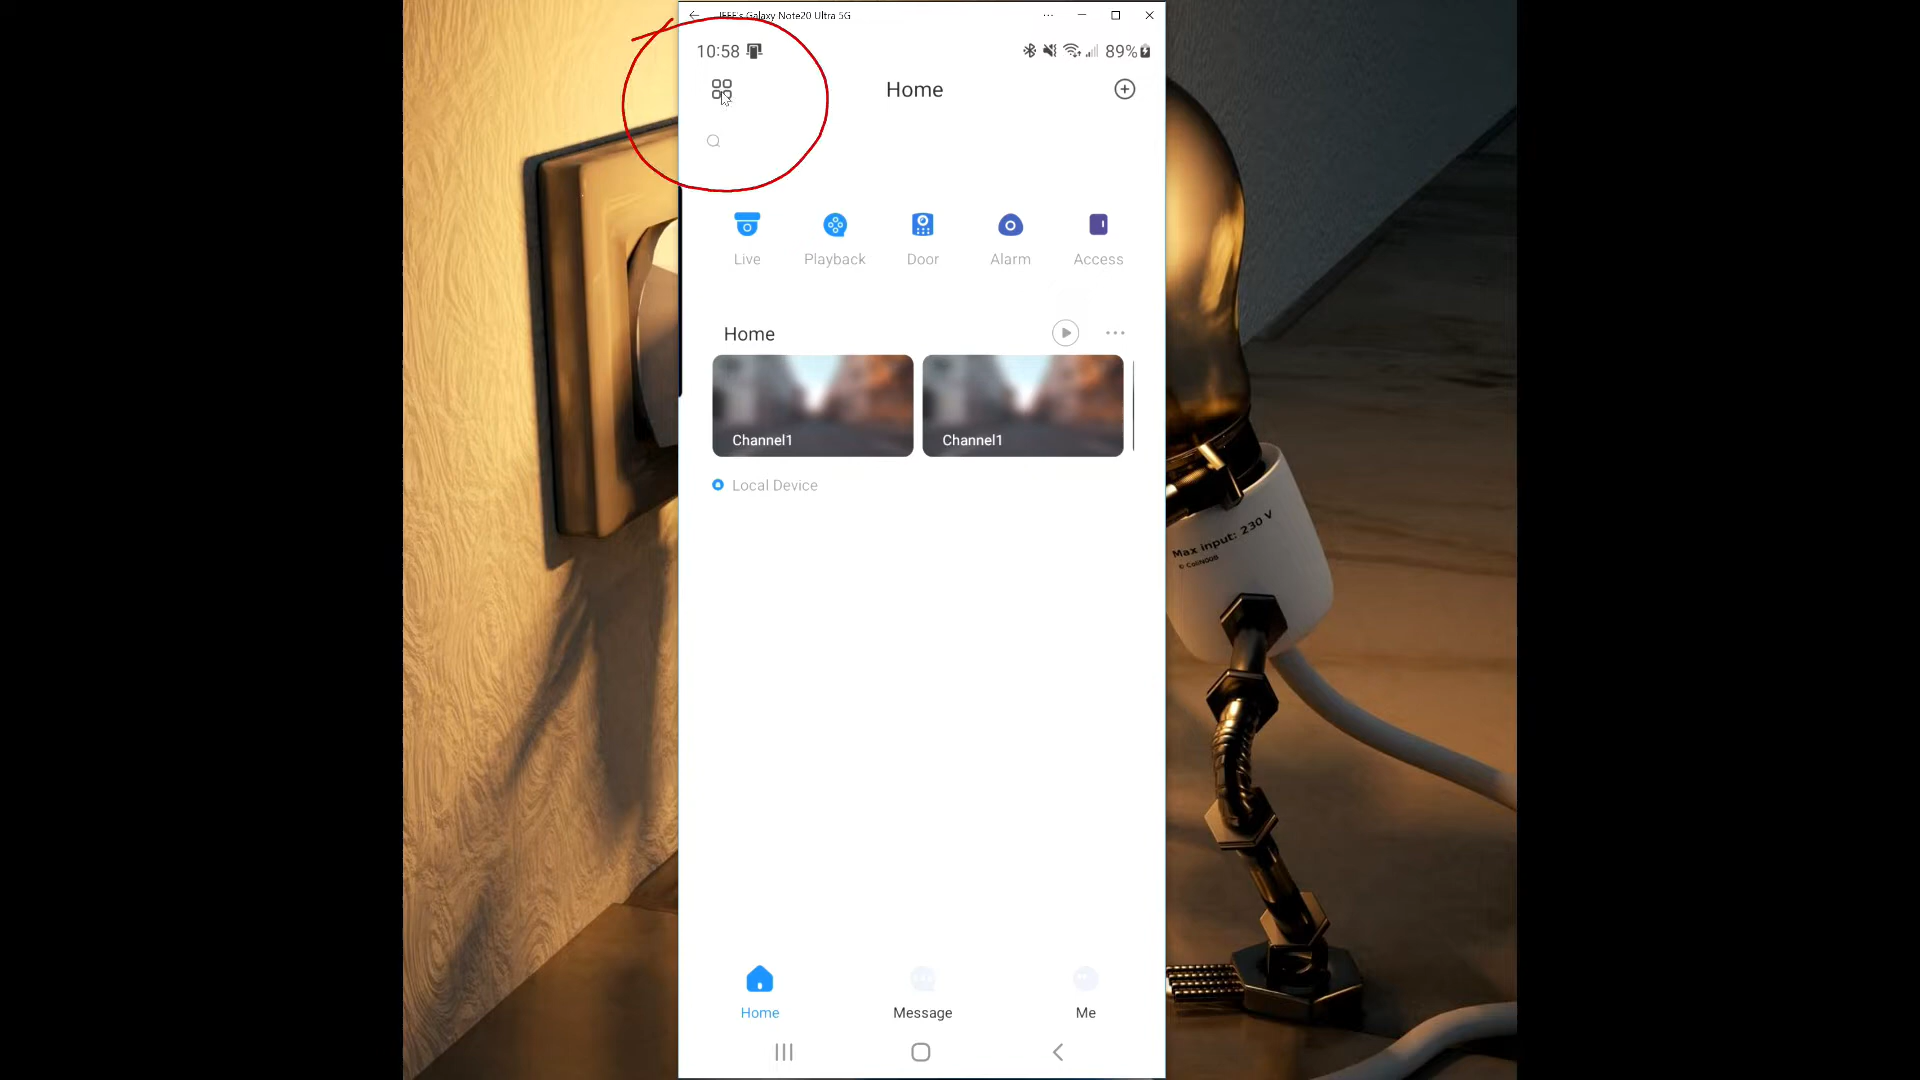 JEFF's Galaxy Note20 Ultra 5G
10:58
89%
Home
Live
Playback
Door
Alarm
Access
Home
Channel1
Channel1
Local Device
Max input: 230 V
Home
Message
Me